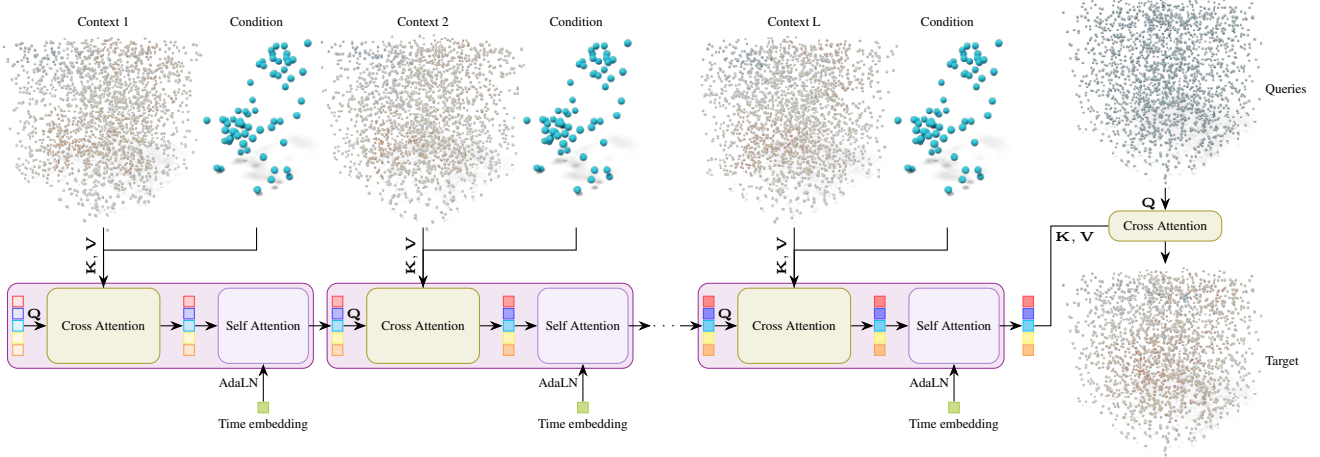 Context 1
Condition
Context 2
Condition
Context L
Condition
Queries
Q
Cross Attention
K, V
K, V
K, V
K, V
Q
Cross Attention
Self Attention
Q
Cross Attention
Self Attention
. . .
Q
Cross Attention
Self Attention
Target
AdaLN
Time embedding
AdaLN
Time embedding
AdaLN
Time embedding